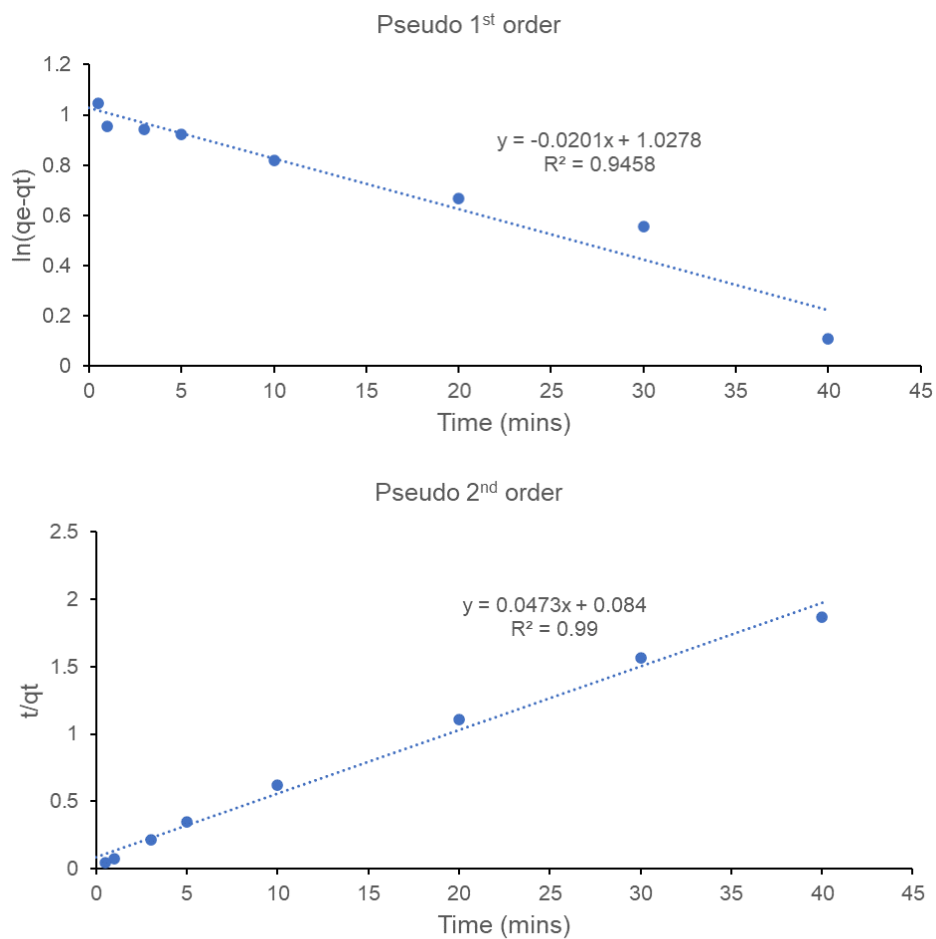 Pseudo 1st order
1.2
1
0.8
0.6
0.4
0.2
0
ln(qe-qt)
y = -0.0201x + 1.0278
R² = 0.9458
0 5 10 15 20 25 30 35 40 45
Time (mins)
Pseudo 2nd order
2.5
2
1.5
1
0.5
0
t/qt
y = 0.0473x + 0.084
R² = 0.99
0 5 10 15 20 25 30 35 40 45
Time (mins)